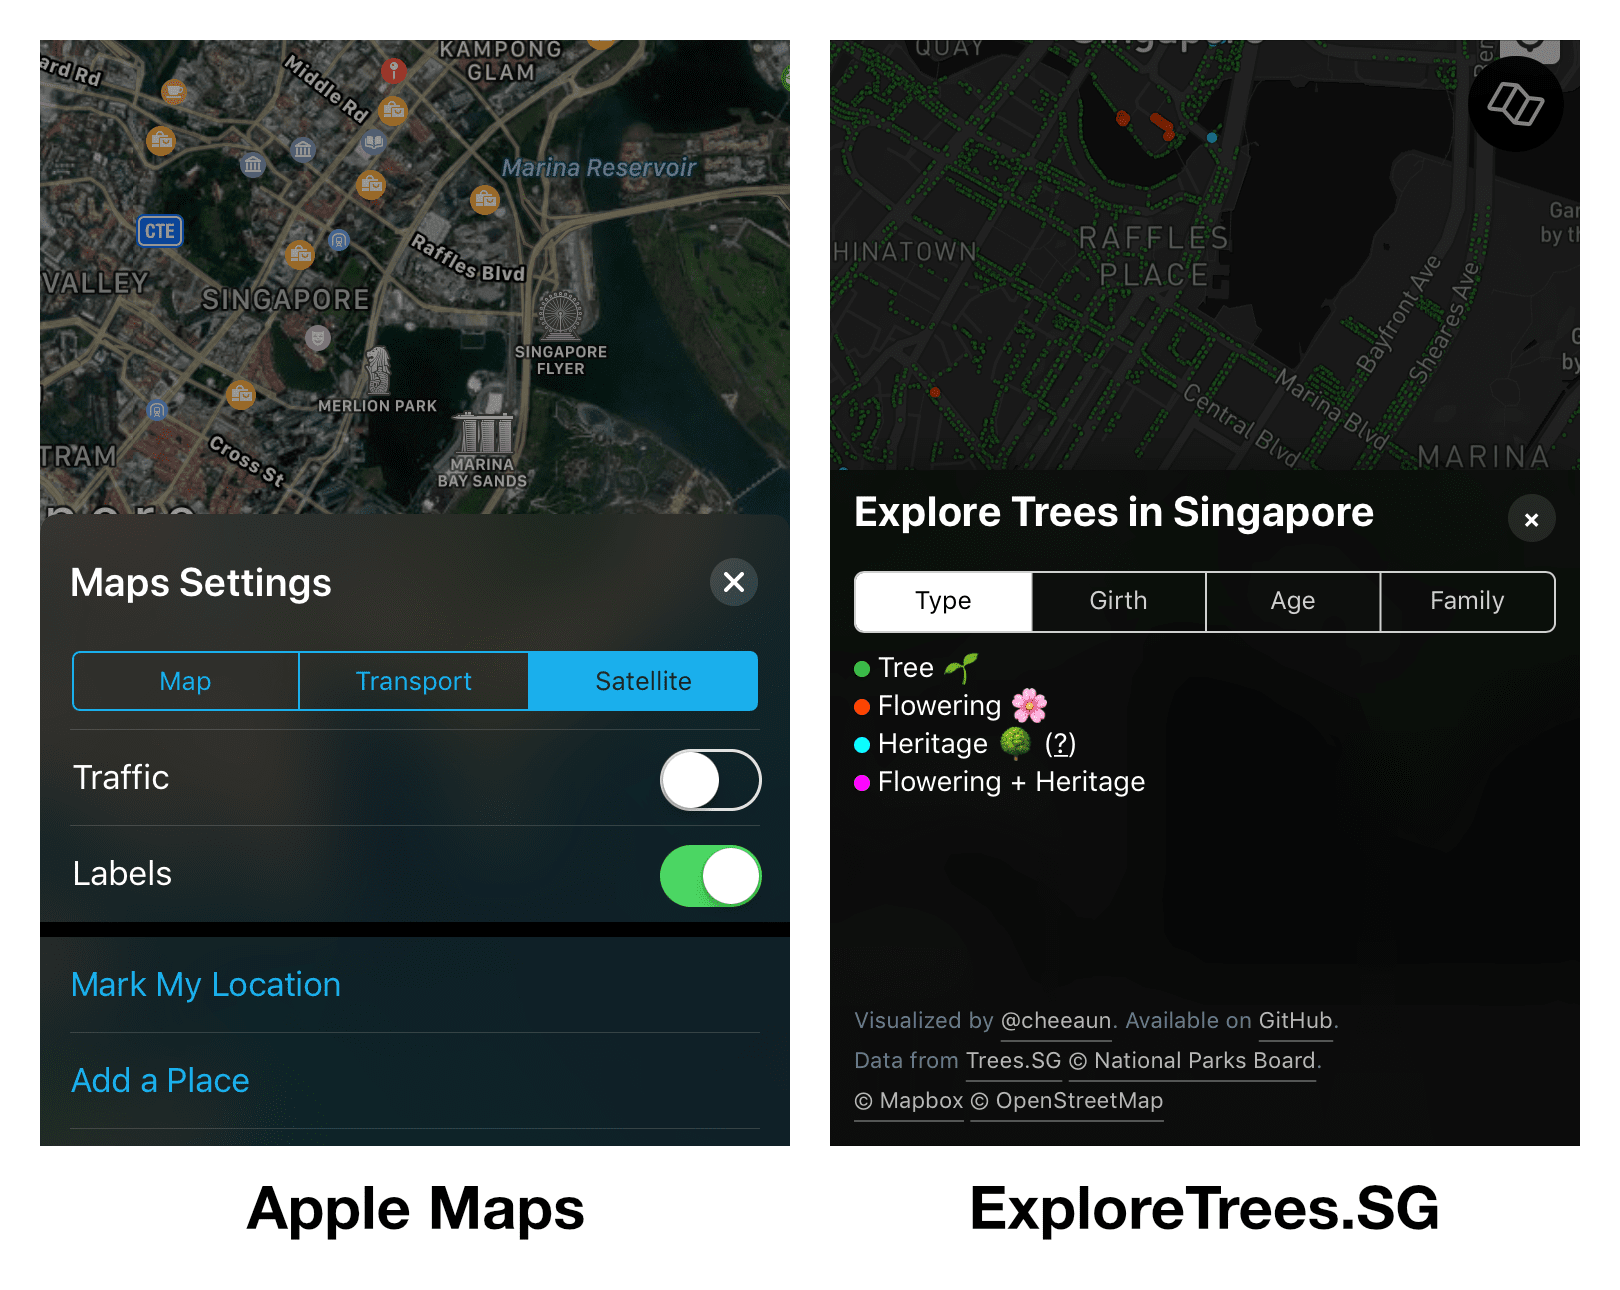 ard Rd
Middle Rd
KAMPONG
GLAM
Marina Reservoir
CTE
VALLEY
SINGAPORE
Raffles Blvd
SINGAPORE
FLYER
MERLION PARK
TRAM
Cross St
MARINA
BAY SANDS
Maps Settings
Map
Transport
Satellite
Traffic
Labels
Mark My Location
Add a Place
Apple Maps
QUAY
Singapore
HINATOWN
RAFFLES
PLACE
Gar
by th
Bayfront Ave
Sheares Ave
Marina Blvd
Central Blvd
MARINA
Explore Trees in Singapore
Type
Girth
Age
Family
Tree
Flowering
Heritage (?)
Flowering + Heritage
Visualized by @cheeaun. Available on GitHub.
Data from Trees.SG © National Parks Board.
© Mapbox © OpenStreetMap
ExploreTrees.SG